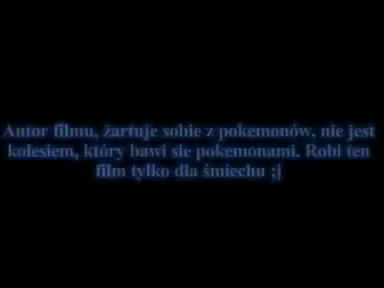 Autor filmu, żartuje sobie z pokemonów, nie jest
kolesiem, który bawi sie pokemonami. Robi ten
film tylko dla śmiechu ;]